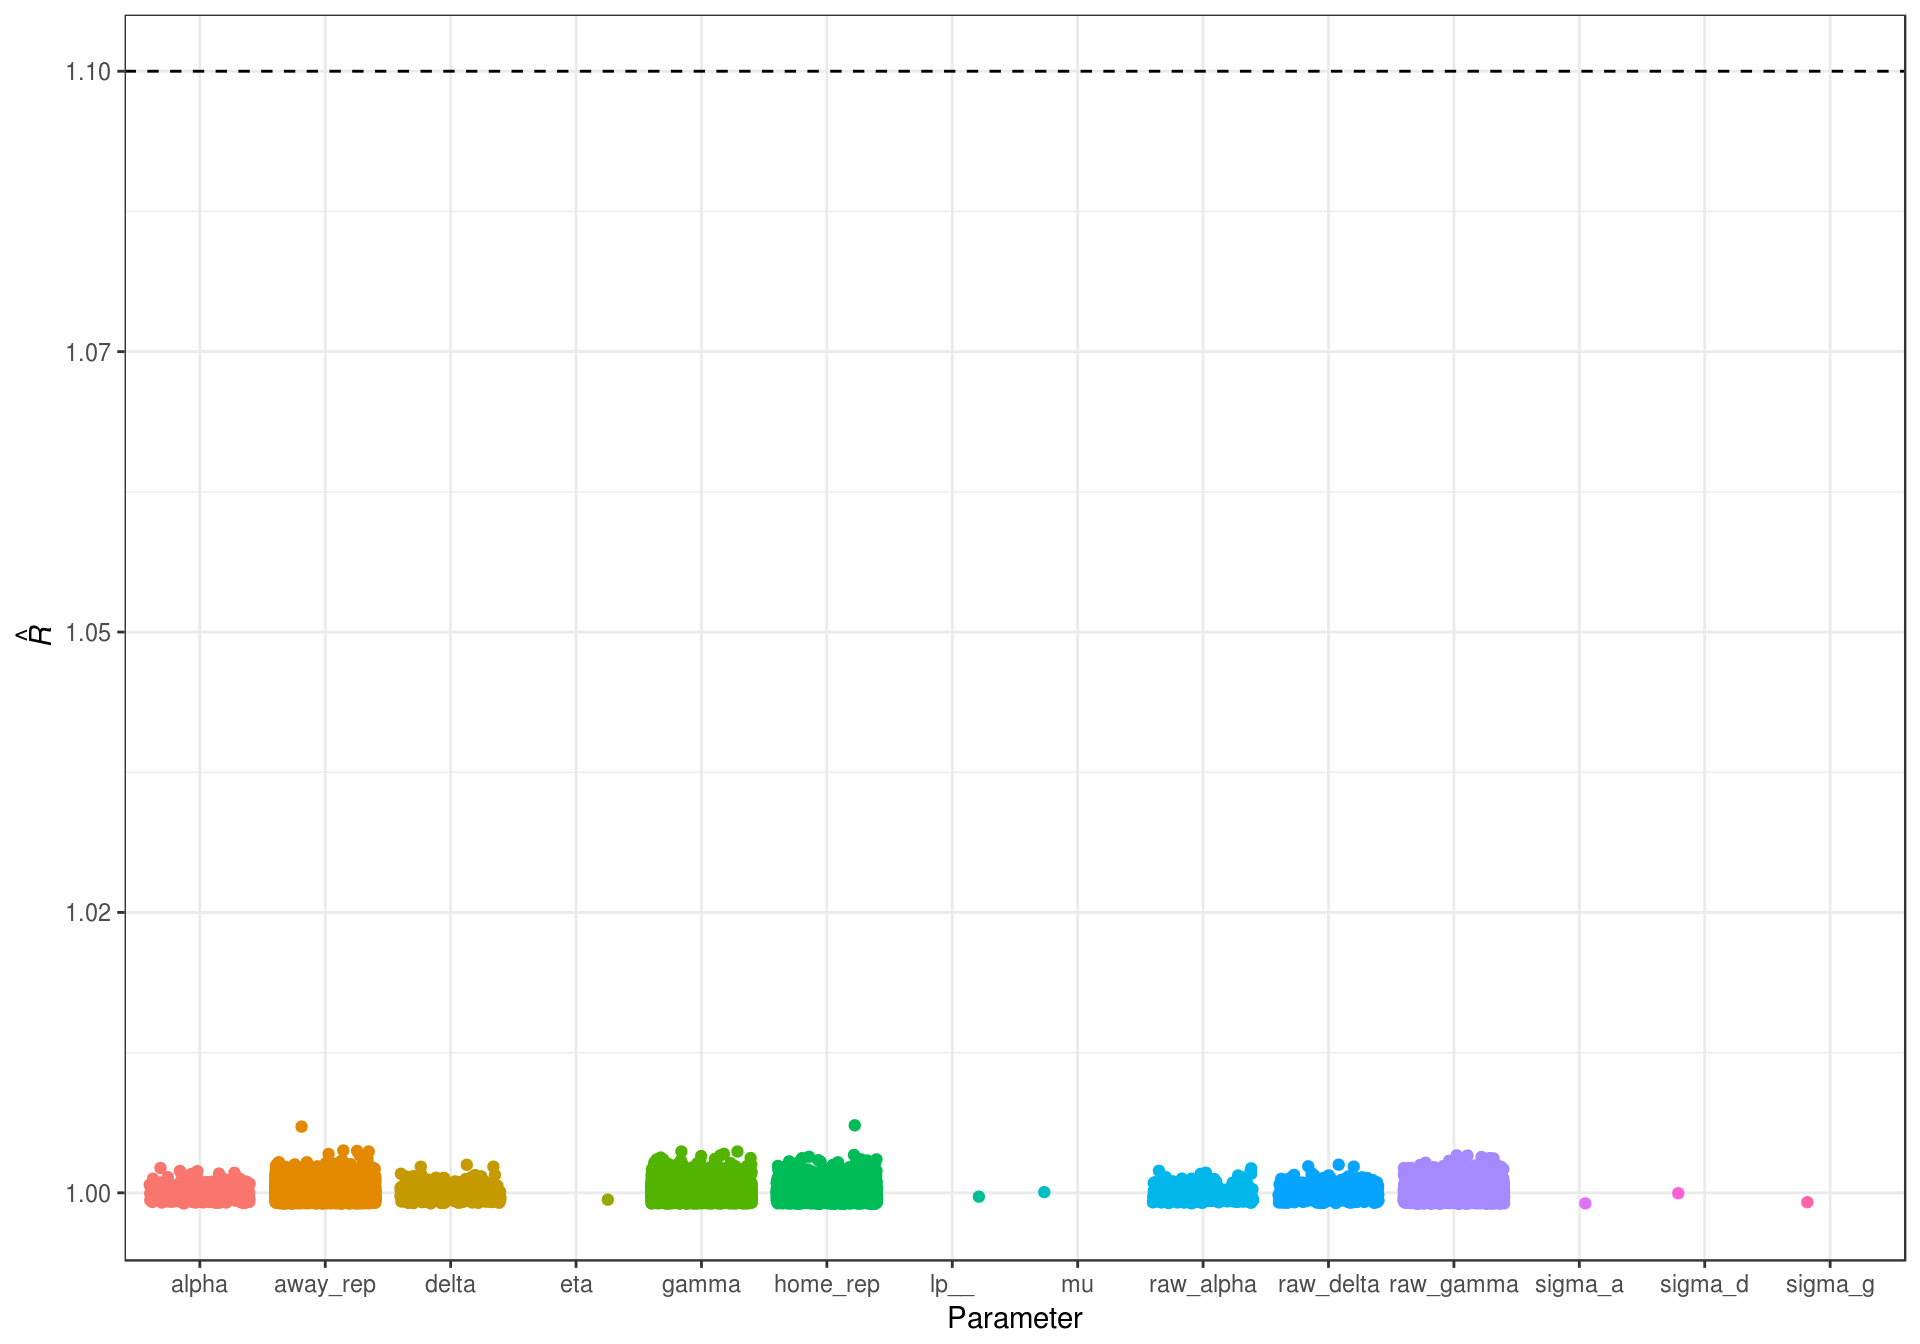 1.10
1.07
1.05
1.02
1.00
R̂
alpha away_rep delta eta gamma home_rep lp__ mu raw_alpha raw_delta raw_gamma sigma_a sigma_d sigma_g
Parameter